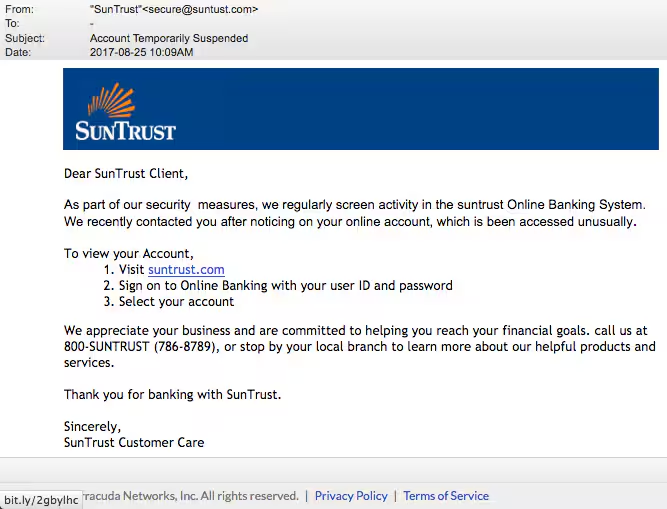 From: "SunTrust"<secure@suntust.com>
To: -
Subject: Account Temporarily Suspended
Date: 2017-08-25 10:09AM
SUNTRUST
Dear SunTrust Client,
As part of our security measures, we regularly screen activity in the suntrust Online Banking System.
We recently contacted you after noticing on your online account, which is been accessed unusually.
To view your Account,
1. Visit suntrust.com
2. Sign on to Online Banking with your user ID and password
3. Select your account
We appreciate your business and are committed to helping you reach your financial goals. call us at
800-SUNTRUST (786-8789), or stop by your local branch to learn more about our helpful products and
services.
Thank you for banking with SunTrust.
Sincerely,
SunTrust Customer Care
bit.ly/2gbylhc rracuda Networks, Inc. All rights reserved. | Privacy Policy | Terms of Service